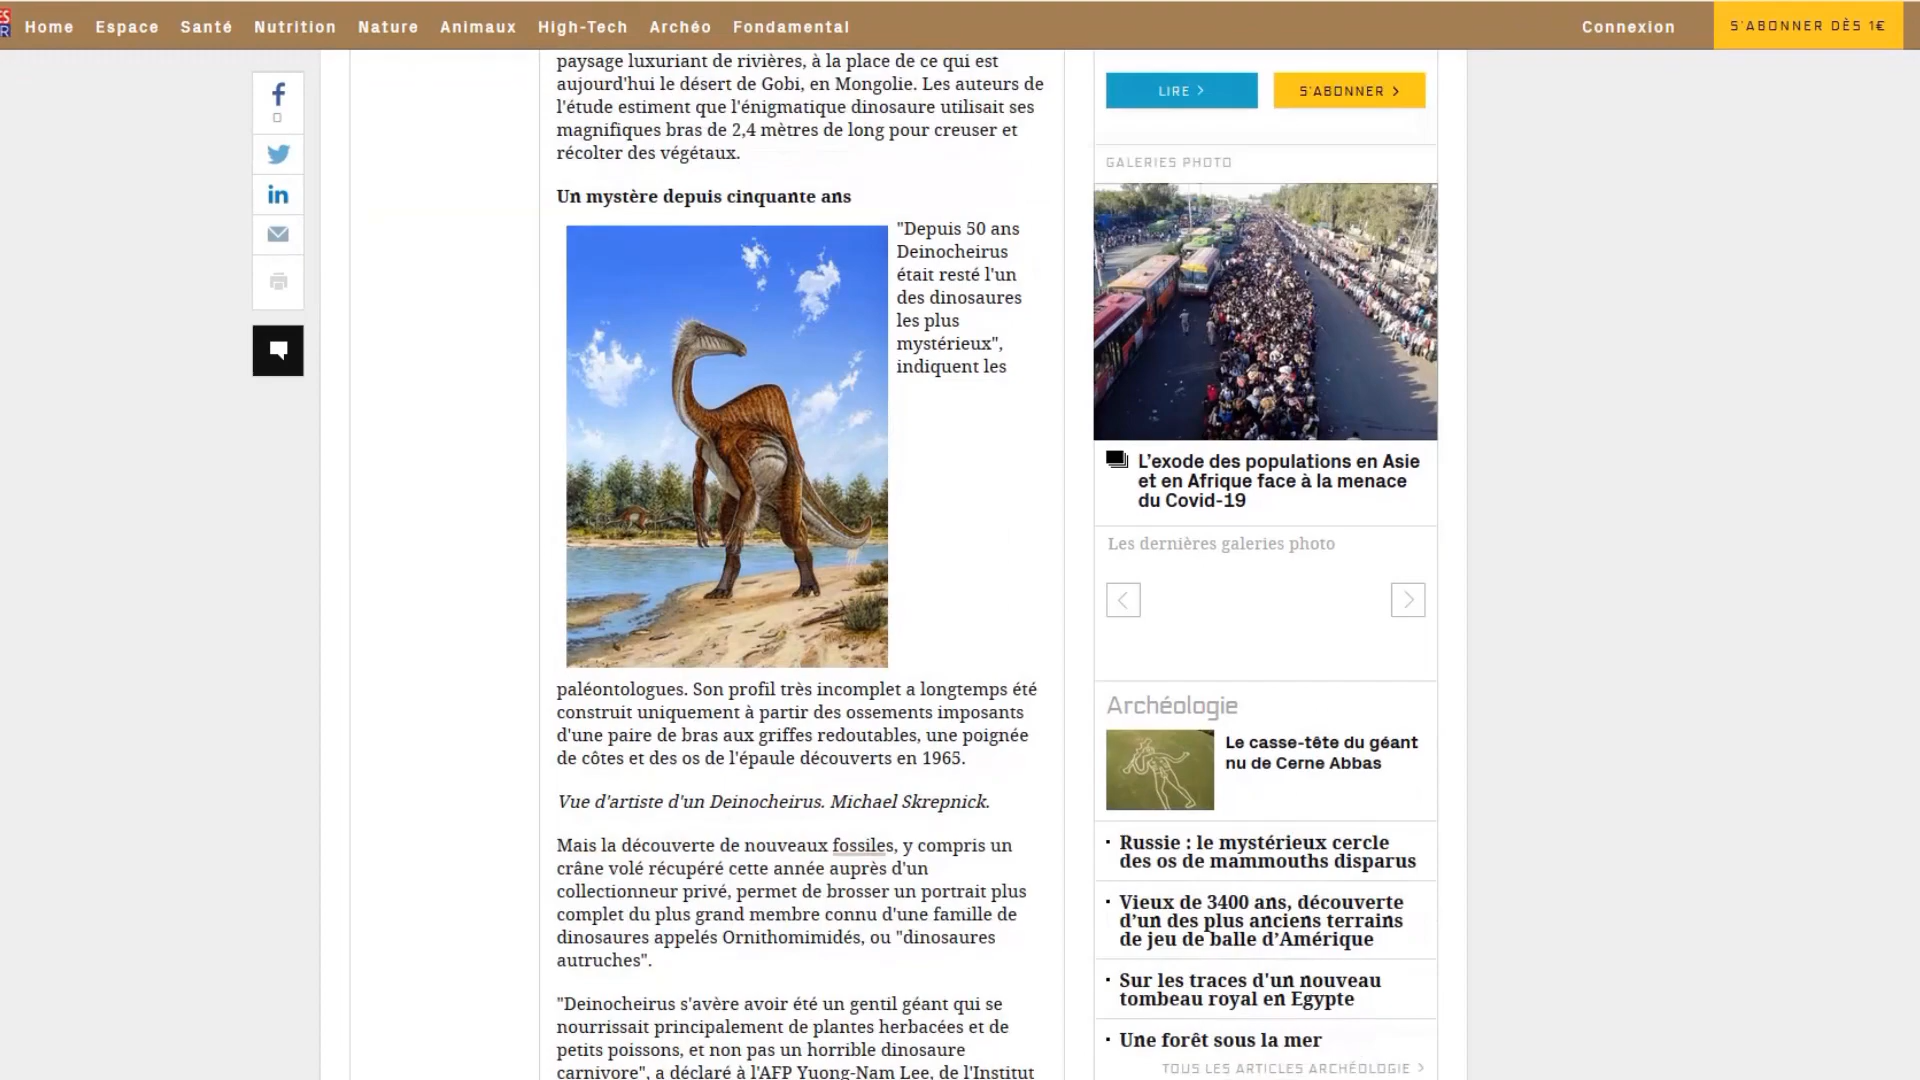 Home Espace Santé Nutrition Nature Animaux High-Tech Archéo Fondamental Connexion S'ABONNER DÈS 1€
paysage luxuriant de rivières, à la place de ce qui est
aujourd'hui le désert de Gobi, en Mongolie. Les auteurs de
l'étude estiment que l'énigmatique dinosaure utilisait ses
magnifiques bras de 2,4 mètres de long pour creuser et
récolter des végétaux.
Un mystère depuis cinquante ans
"Depuis 50 ans
Deinocheirus
était resté l'un
des dinosaures
les plus
mystérieux",
indiquent les
paléontologues. Son profil très incomplet a longtemps été
construit uniquement à partir des ossements imposants
d'une paire de bras aux griffes redoutables, une poignée
de côtes et des os de l'épaule découverts en 1965.
Vue d'artiste d'un Deinocheirus. Michael Skrepnick.
Mais la découverte de nouveaux fossiles, y compris un
crâne volé récupéré cette année auprès d'un
collectionneur privé, permet de brosser un portrait plus
complet du plus grand membre connu d'une famille de
dinosaures appelés Ornithomimidés, ou "dinosaures
autruches".
"Deinocheirus s'avère avoir été un gentil géant qui se
nourrissait principalement de plantes herbacées et de
petits poissons, et non pas un horrible dinosaure
carnivore", a déclaré à l'AFP Yuong-Nam Lee, de l'Institut
LIRE S'ABONNER
GALERIES PHOTO
L'exode des populations en Asie
et en Afrique face à la menace
du Covid-19
Les dernières galeries photo
Archéologie
Le casse-tête du géant
nu de Cerne Abbas
Russie : le mystérieux cercle
des os de mammouths disparus
Vieux de 3400 ans, découverte
d’un des plus anciens terrains
de jeu de balle d’Amérique
Sur les traces d'un nouveau
tombeau royal en Egypte
Une forêt sous la mer
TOUS LES ARTICLES ARCHÉOLOGIE